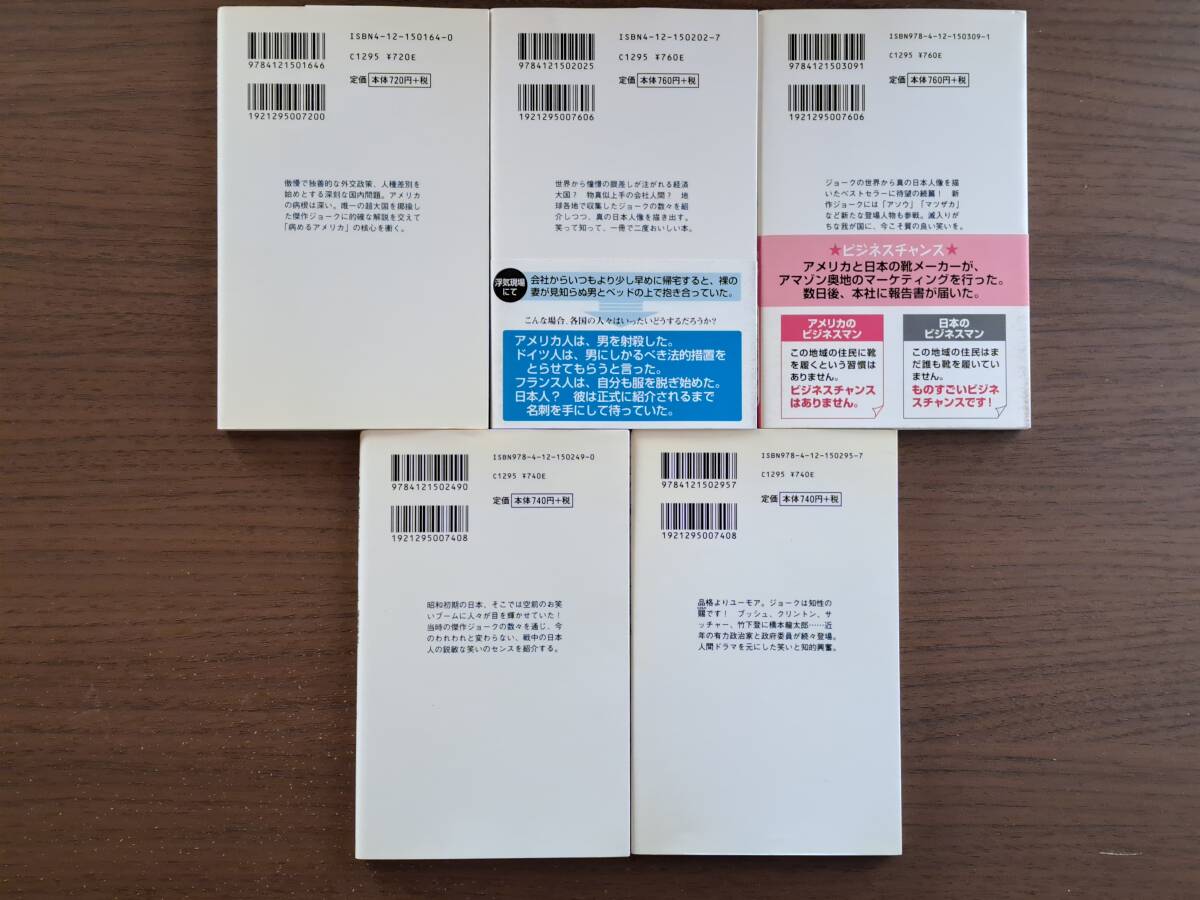 ISBN4-12-150164-0
9784121501646
C1295 ¥720E
定価 本体720円+税
1921295007200
傲慢で独善的な外交政策、人種差別を
始めとする深刻な国内問題。アメリカ
の病根は深い。唯一の超大国を揶揄し
た傑作ジョークに的確な解説を交えて
「病めるアメリカ」の核心を衝く。
ISBN4-12-150202-7
9784121502025
C1295 ¥760E
定価 本体760円+税
1921295007606
世界から憧憬の眼差しが注がれる経済
大国？ 物真似上手の会社人間？ 地
球各地で収集したジョークの数々を紹
介しつつ、真の日本人像を描き出す。
笑って知って、一冊で二度おいしい本。
浮気現場
にて
会社からいつもより少し早めに帰宅すると、裸の
妻が見知らぬ男とベッドの上で抱き合っていた。
こんな場合、各国の人々はいったいどうするだろうか？
アメリカ人は、男を射殺した。
ドイツ人は、男にしかるべき法的措置を
とらせてもらうと言った。
フランス人は、自分も服を脱ぎ始めた。
日本人？ 彼は正式に紹介されるまで
名刺を手にして待っていた。
ISBN978-4-12-150309-1
9784121503091
C1295 ¥760E
定価 本体760円+税
1921295007606
ジョークの世界から真の日本人像を描
いたベストセラーに待望の続篇！ 新
作ジョークには「アソウ」「マツザカ」
など新たな登場人物も参戦。滅入りが
ちな我が国に、今こそ質の良い笑いを。
★ビジネスチャンス★
アメリカと日本の靴メーカーが、
アマゾン奥地のマーケティングを行った。
数日後、本社に報告書が届いた。
アメリカの
ビジネスマン
この地域の住民に靴
を履くという習慣は
ありません。
ビジネスチャンス
はありません。
日本の
ビジネスマン
この地域の住民はま
だ誰も靴を履いてい
ません。
ものすごいビジネ
スチャンスです！
ISBN978-4-12-150249-0
9784121502490
C1295 ¥740E
定価 本体740円+税
1921295007408
昭和初期の日本、そこでは空前のお笑
いブームに人々が目を輝かせていた！
当時の傑作ジョークの数々を通じ、今
のわれわれと変わらない、戦中の日本
人の鋭敏な笑いのセンスを紹介する。
ISBN978-4-12-150295-7
9784121502957
C1295 ¥740E
定価 本体740円+税
1921295007408
品格よりユーモア。ジョークは知性の
賜です！ ブッシュ、クリントン、サ
ッチャー、竹下登に橋本龍太郎……近
年の有力政治家と政府委員が続々登場。
人間ドラマを元にした笑いと知的興奮。